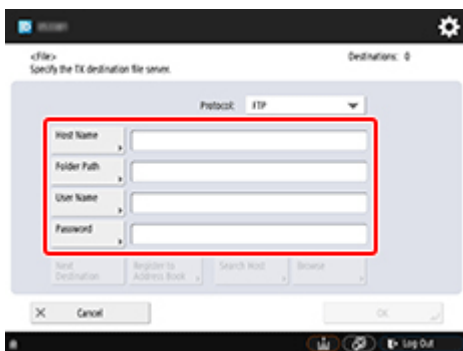 <File>
Destinations: 0
Specify the TX destination file server.
Protocol: FTP
Host Name
Folder Path
User Name
Password
Next Destination
Register to Address Book
Search Host
Browse
Cancel
OK
Log Out